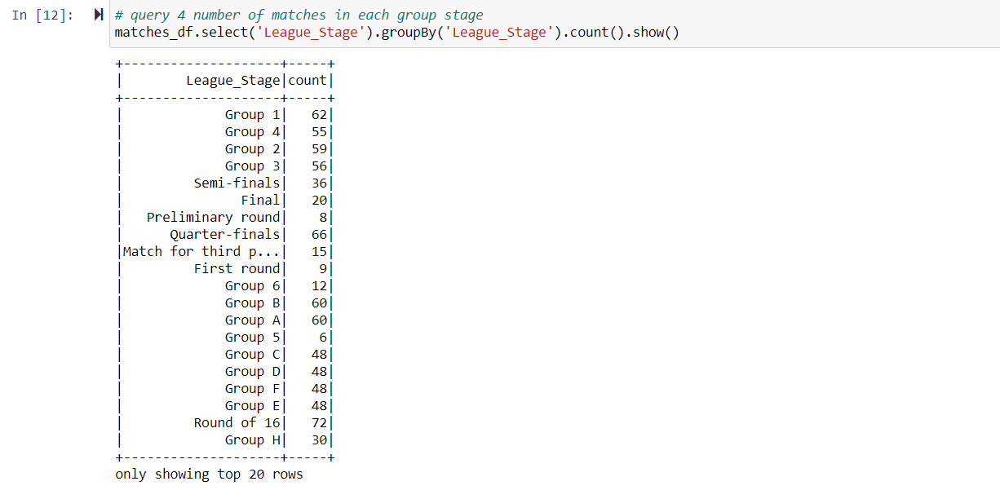 In [12]: # query 4 number of matches in each group stage
matches_df.select('League_Stage').groupBy('League_Stage').count().show()
+--------------------+-----+
|        League_Stage|count|
+--------------------+-----+
|             Group 1|   62|
|             Group 4|   55|
|             Group 2|   59|
|             Group 3|   56|
|         Semi-finals|   36|
|               Final|   20|
|   Preliminary round|    8|
|      Quarter-finals|   66|
|Match for third p...|   15|
|         First round|    9|
|             Group 6|   12|
|             Group B|   60|
|             Group A|   60|
|             Group 5|    6|
|             Group C|   48|
|             Group D|   48|
|             Group F|   48|
|             Group E|   48|
|         Round of 16|   72|
|             Group H|   30|
+--------------------+-----+
only showing top 20 rows